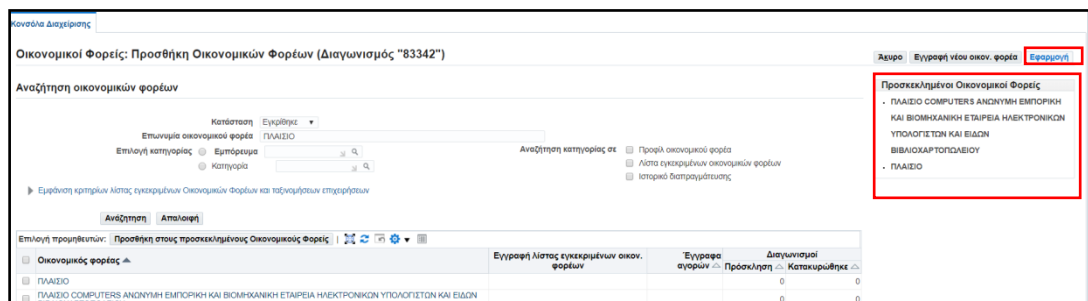 Κονσόλα Διαχείρισης
Οικονομικοί Φορείς: Προσθήκη Οικονομικών Φορέων (Διαγωνισμός "83342")
Άκυρο Εγγραφή νέου οικον. φορέα Εφαρμογή
Αναζήτηση οικονομικών φορέων
Προσκεκλημένοι Οικονομικοί Φορείς
• ΠΛΑΙΣΙΟ COMPUTERS ΑΝΩΝΥΜΗ ΕΜΠΟΡΙΚΗ
ΚΑΙ ΒΙΟΜΗΧΑΝΙΚΗ ΕΤΑΙΡΕΙΑ ΗΛΕΚΤΡΟΝΙΚΩΝ
ΥΠΟΛΟΓΙΣΤΩΝ ΚΑΙ ΕΙΔΩΝ
ΒΙΒΛΙΟΧΑΡΤΟΠΩΛΕΙΟΥ
• ΠΛΑΙΣΙΟ
Κατάσταση Εγκρίθηκε
Επωνυμία οικονομικού φορέα ΠΛΑΙΣΙΟ
Επιλογή κατηγορίας Εμπόρευμα
Κατηγορία
Αναζήτηση κατηγορίας σε Προφίλ οικονομικού φορέα
Λίστα εγκεκριμένων οικονομικών φορέων
Ιστορικό διαπραγμάτευσης
Εμφάνιση κριτηρίων λίστας εγκεκριμένων Οικονομικών Φορέων και ταξινομήσεων επιχειρήσεων
Αναζήτηση Απαλοιφή
Επιλογή προμηθευτών: Προσθήκη στους προσκεκλημένους Οικονομικούς Φορείς
Οικονομικός φορέας
Εγγραφή λίστας εγκεκριμένων οικον. φορέων
Έγγραφα αγορών
Διαγωνισμοί
Πρόσκληση Κατακυρώθηκε
ΠΛΑΙΣΙΟ 0 0
ΠΛΑΙΣΙΟ COMPUTERS ΑΝΩΝΥΜΗ ΕΜΠΟΡΙΚΗ ΚΑΙ ΒΙΟΜΗΧΑΝΙΚΗ ΕΤΑΙΡΕΙΑ ΗΛΕΚΤΡΟΝΙΚΩΝ ΥΠΟΛΟΓΙΣΤΩΝ ΚΑΙ ΕΙΔΩΝ 0 0